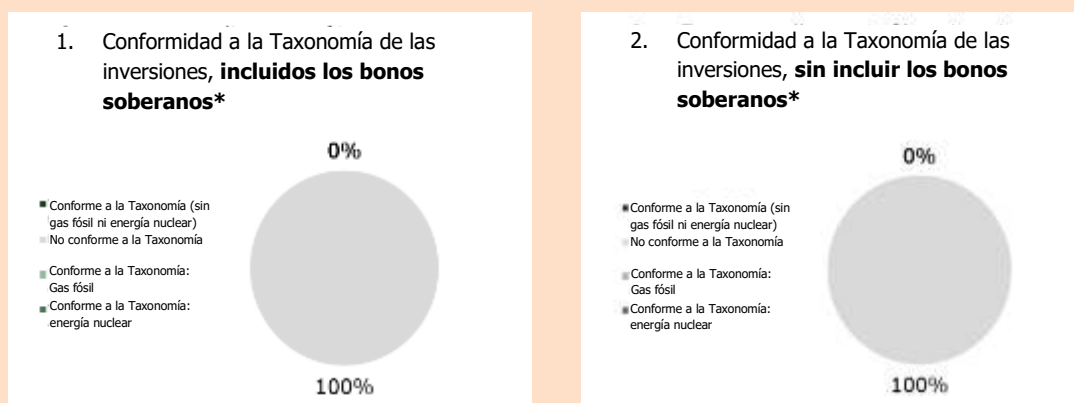 1. Conformidad a la Taxonomía de las
inversiones, incluidos los bonos
soberanos*
0%
Conforme a la Taxonomía (sin
gas fósil ni energía nuclear)
No conforme a la Taxonomía
Conforme a la Taxonomía:
Gas fósil
Conforme a la Taxonomía:
energía nuclear
100%
2. Conformidad a la Taxonomía de las
inversiones, sin incluir los bonos
soberanos*
0%
Conforme a la Taxonomía (sin
gas fósil ni energía nuclear)
No conforme a la Taxonomía
Conforme a la Taxonomía:
Gas fósil
Conforme a la Taxonomía:
energía nuclear
100%